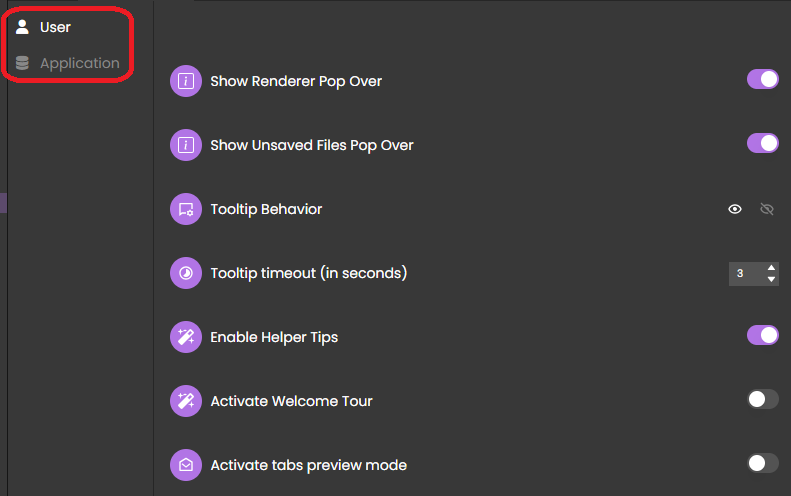 User
Application
Show Renderer Pop Over
Show Unsaved Files Pop Over
Tooltip Behavior
Tooltip timeout (in seconds)
3
Enable Helper Tips
Activate Welcome Tour
Activate tabs preview mode